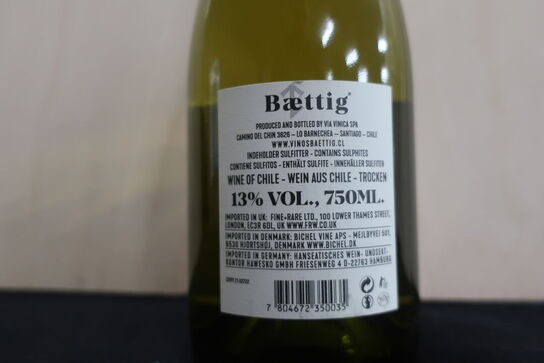 Bættig®
PRODUCED AND BOTTLED BY VIA VINICA SPA
CAMINO DEL CHIN 3626 – LO BARNECHEA – SANTIAGO – CHILE
WWW.VINOSBAETTIG.CL
INDEHOLDER SULFITTER – CONTAINS SULPHITES
CONTIENE SULFITOS – ENTHÄLT SULFITE – INNEHÅLLER SULFITER
WINE OF CHILE – WEIN AUS CHILE – TROCKEN
13% VOL., 750ML.
IMPORTED IN UK: FINE+RARE LTD., 100 LOWER THAMES STREET,
LONDON, EC3R 6DL, UK WWW.FRW.CO.UK
IMPORTED IN DENMARK: BICHEL VINE APS - MEJLBYVEJ 501,
8530 HJORTSHØJ, DENMARK WWW.BICHEL.DK
IMPORTED IN GERMANY: HANSEATISCHES WEIN- UNOSEKT-
KONTOR HAWESKO GMBH FRIESENWEG 4 D-22763 HAMBURG
7 804672 350035